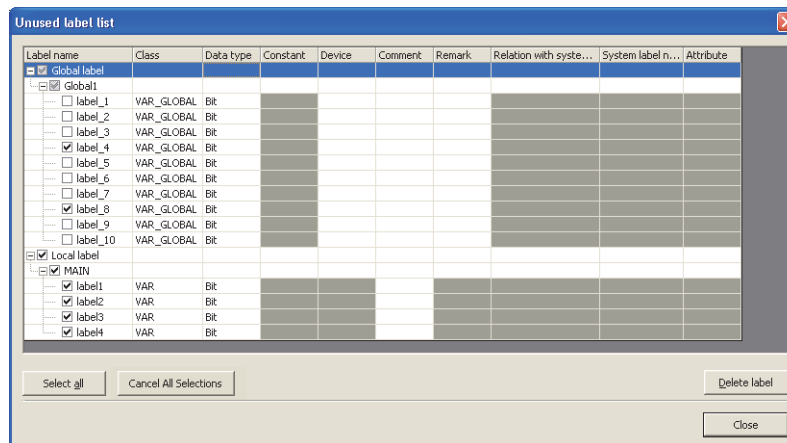 Unused label list
Label name Class Data type Constant Device Comment Remark Relation with syste... System label n... Attribute
Global label
Global1
label_1 VAR_GLOBAL Bit
label_2 VAR_GLOBAL Bit
label_3 VAR_GLOBAL Bit
label_4 VAR_GLOBAL Bit
label_5 VAR_GLOBAL Bit
label_6 VAR_GLOBAL Bit
label_7 VAR_GLOBAL Bit
label_8 VAR_GLOBAL Bit
label_9 VAR_GLOBAL Bit
label_10 VAR_GLOBAL Bit
Local label
MAIN
label1 VAR Bit
label2 VAR Bit
label3 VAR Bit
label4 VAR Bit
Select all Cancel All Selections Delete label
Close